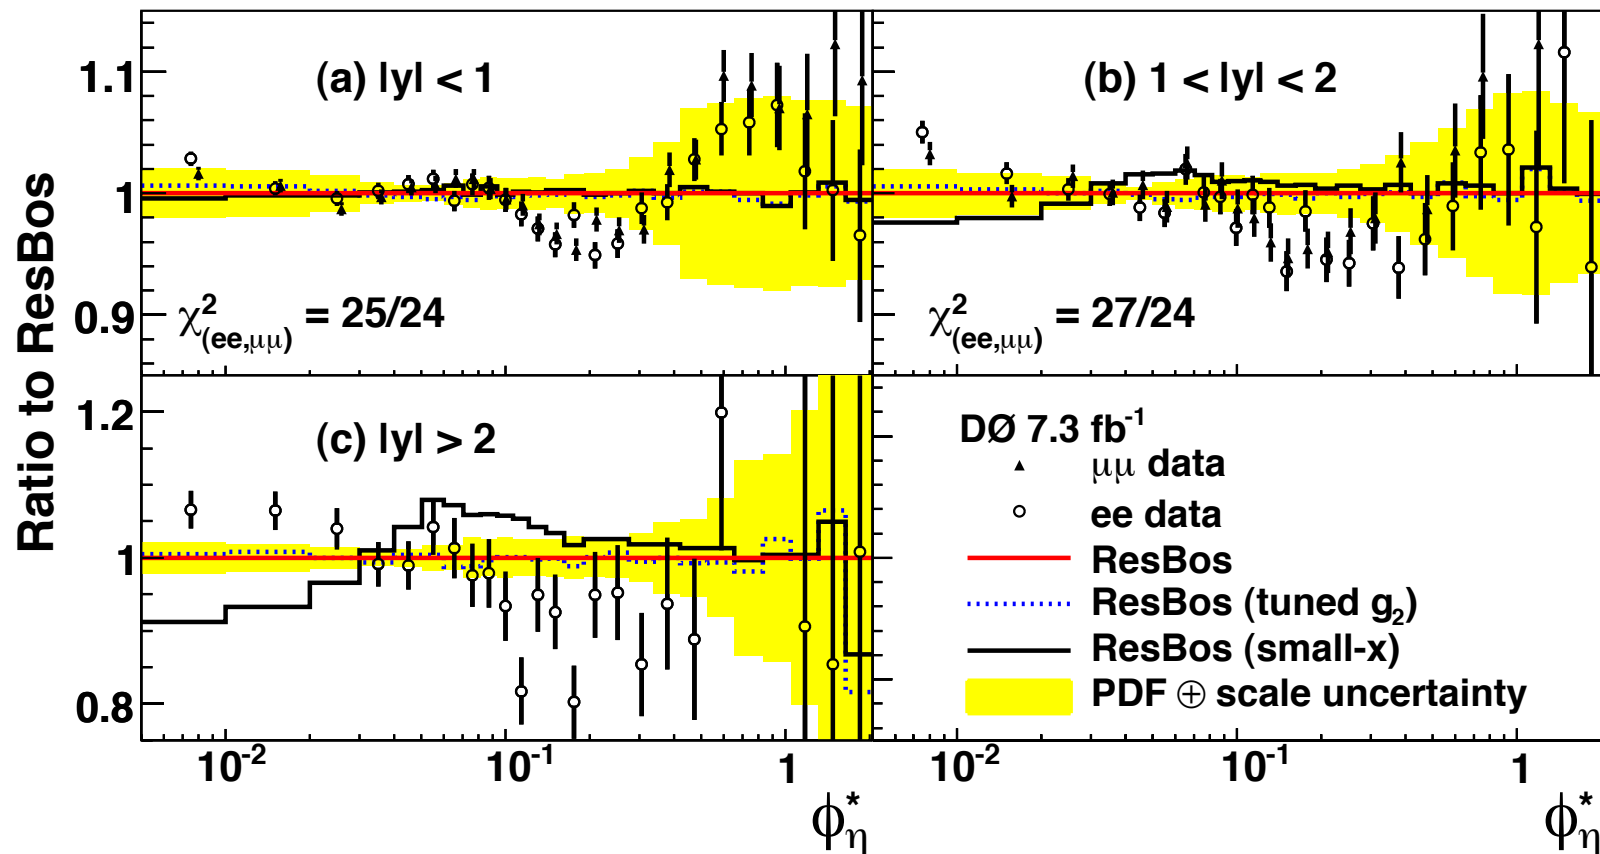 Ratio to ResBos
1.1
1
0.9
(a) |y| < 1
χ²(ee,μμ) = 25/24
(b) 1 < |y| < 2
χ²(ee,μμ) = 27/24
1.2
1
0.8
(c) |y| > 2
DØ 7.3 fb⁻¹
μμ data
ee data
ResBos
ResBos (tuned g₂)
ResBos (small-x)
PDF ⊕ scale uncertainty
10⁻² 10⁻¹ 1
10⁻² 10⁻¹ 1
ϕ*η
ϕ*η